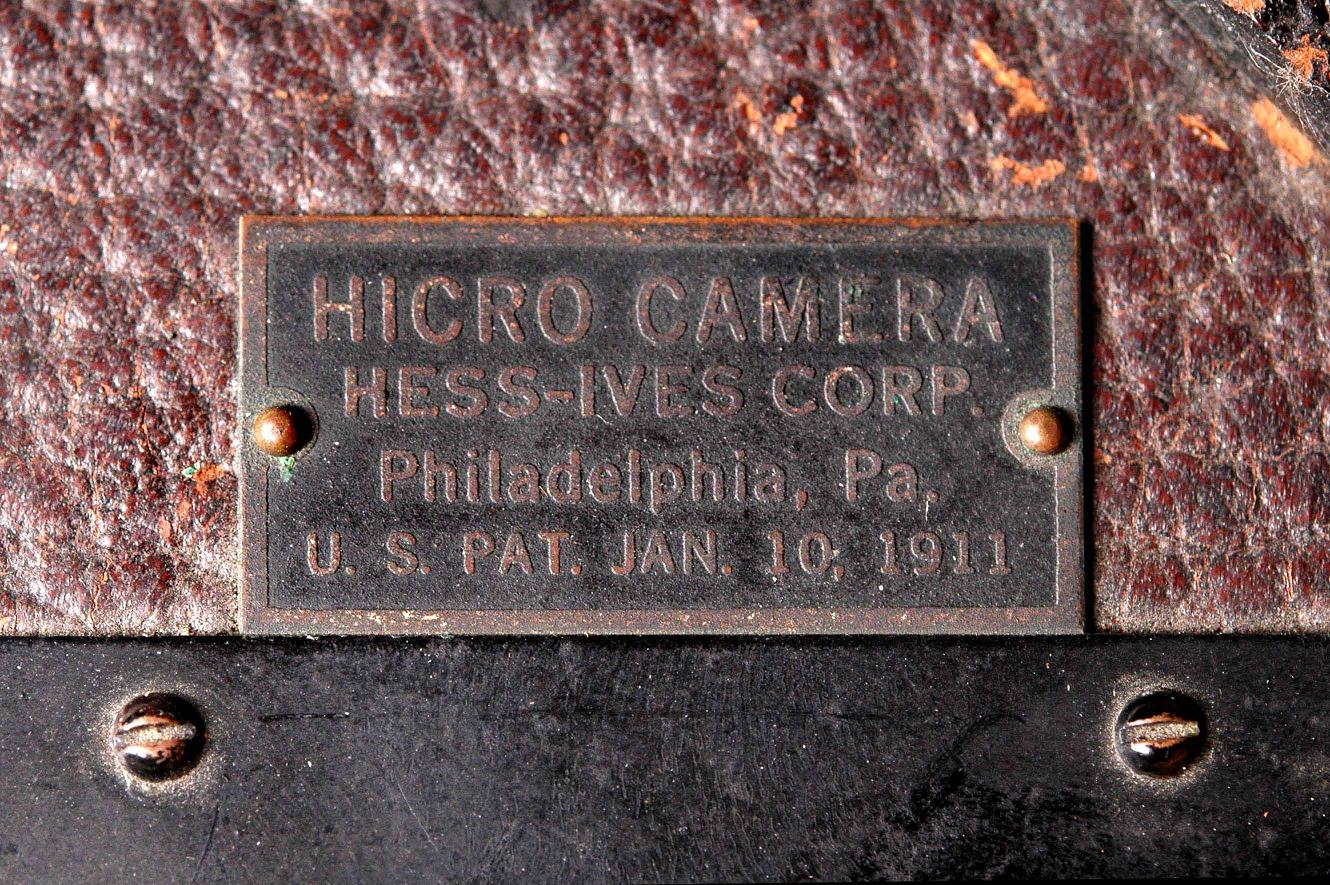 HICRO CAMERA
HESS-IVES CORP.
Philadelphia, Pa.
U. S. PAT. JAN. 10, 1911